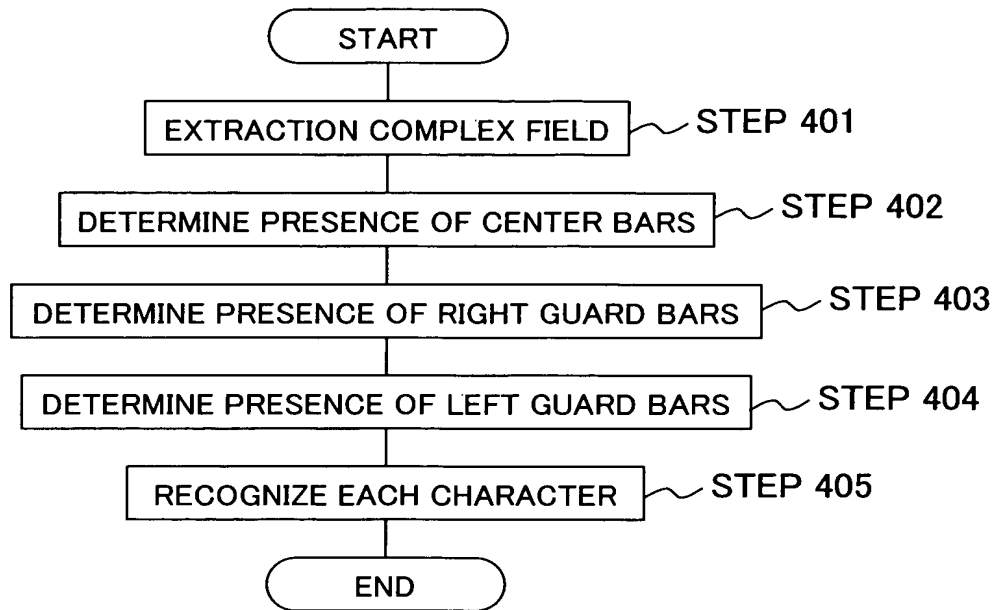 START
EXTRACTION COMPLEX FIELD STEP 401
DETERMINE PRESENCE OF CENTER BARS STEP 402
DETERMINE PRESENCE OF RIGHT GUARD BARS STEP 403
DETERMINE PRESENCE OF LEFT GUARD BARS STEP 404
RECOGNIZE EACH CHARACTER STEP 405
END